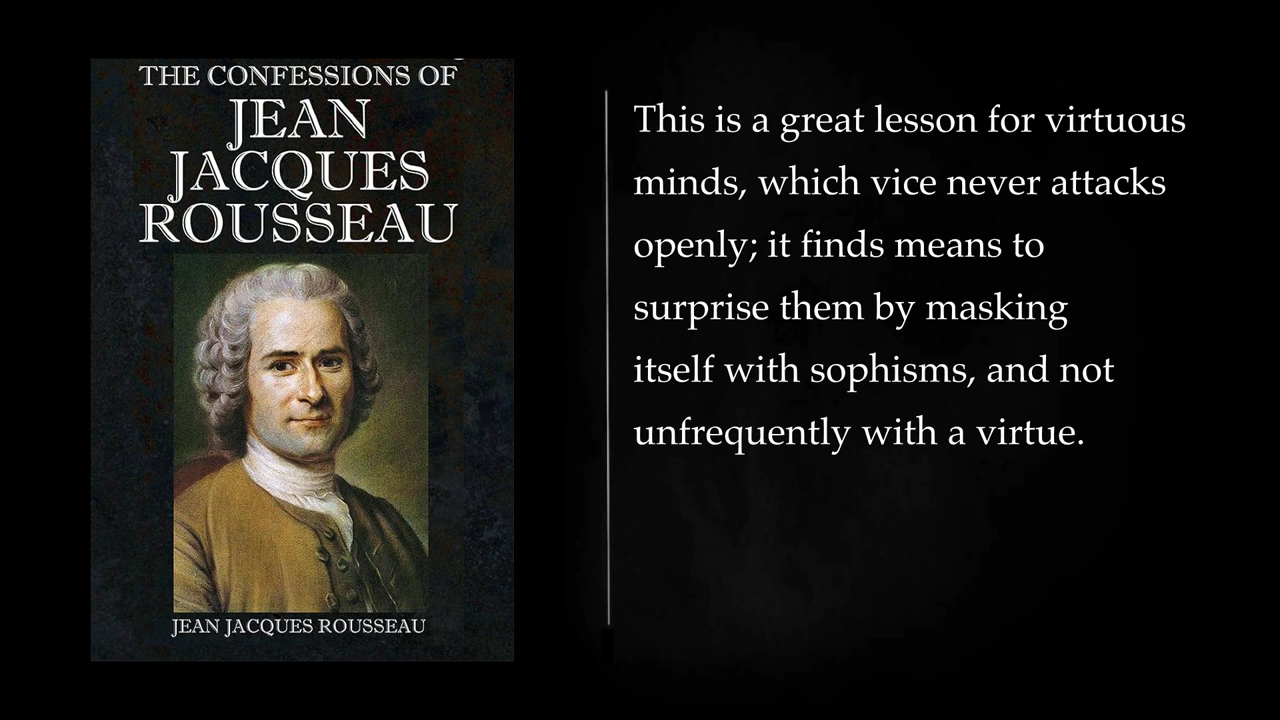 THE CONFESSIONS OF
JEAN
JACQUES
ROUSSEAU
JEAN JACQUES ROUSSEAU
This is a great lesson for virtuous
minds, which vice never attacks
openly; it finds means to
surprise them by masking
itself with sophisms, and not
unfrequently with a virtue.